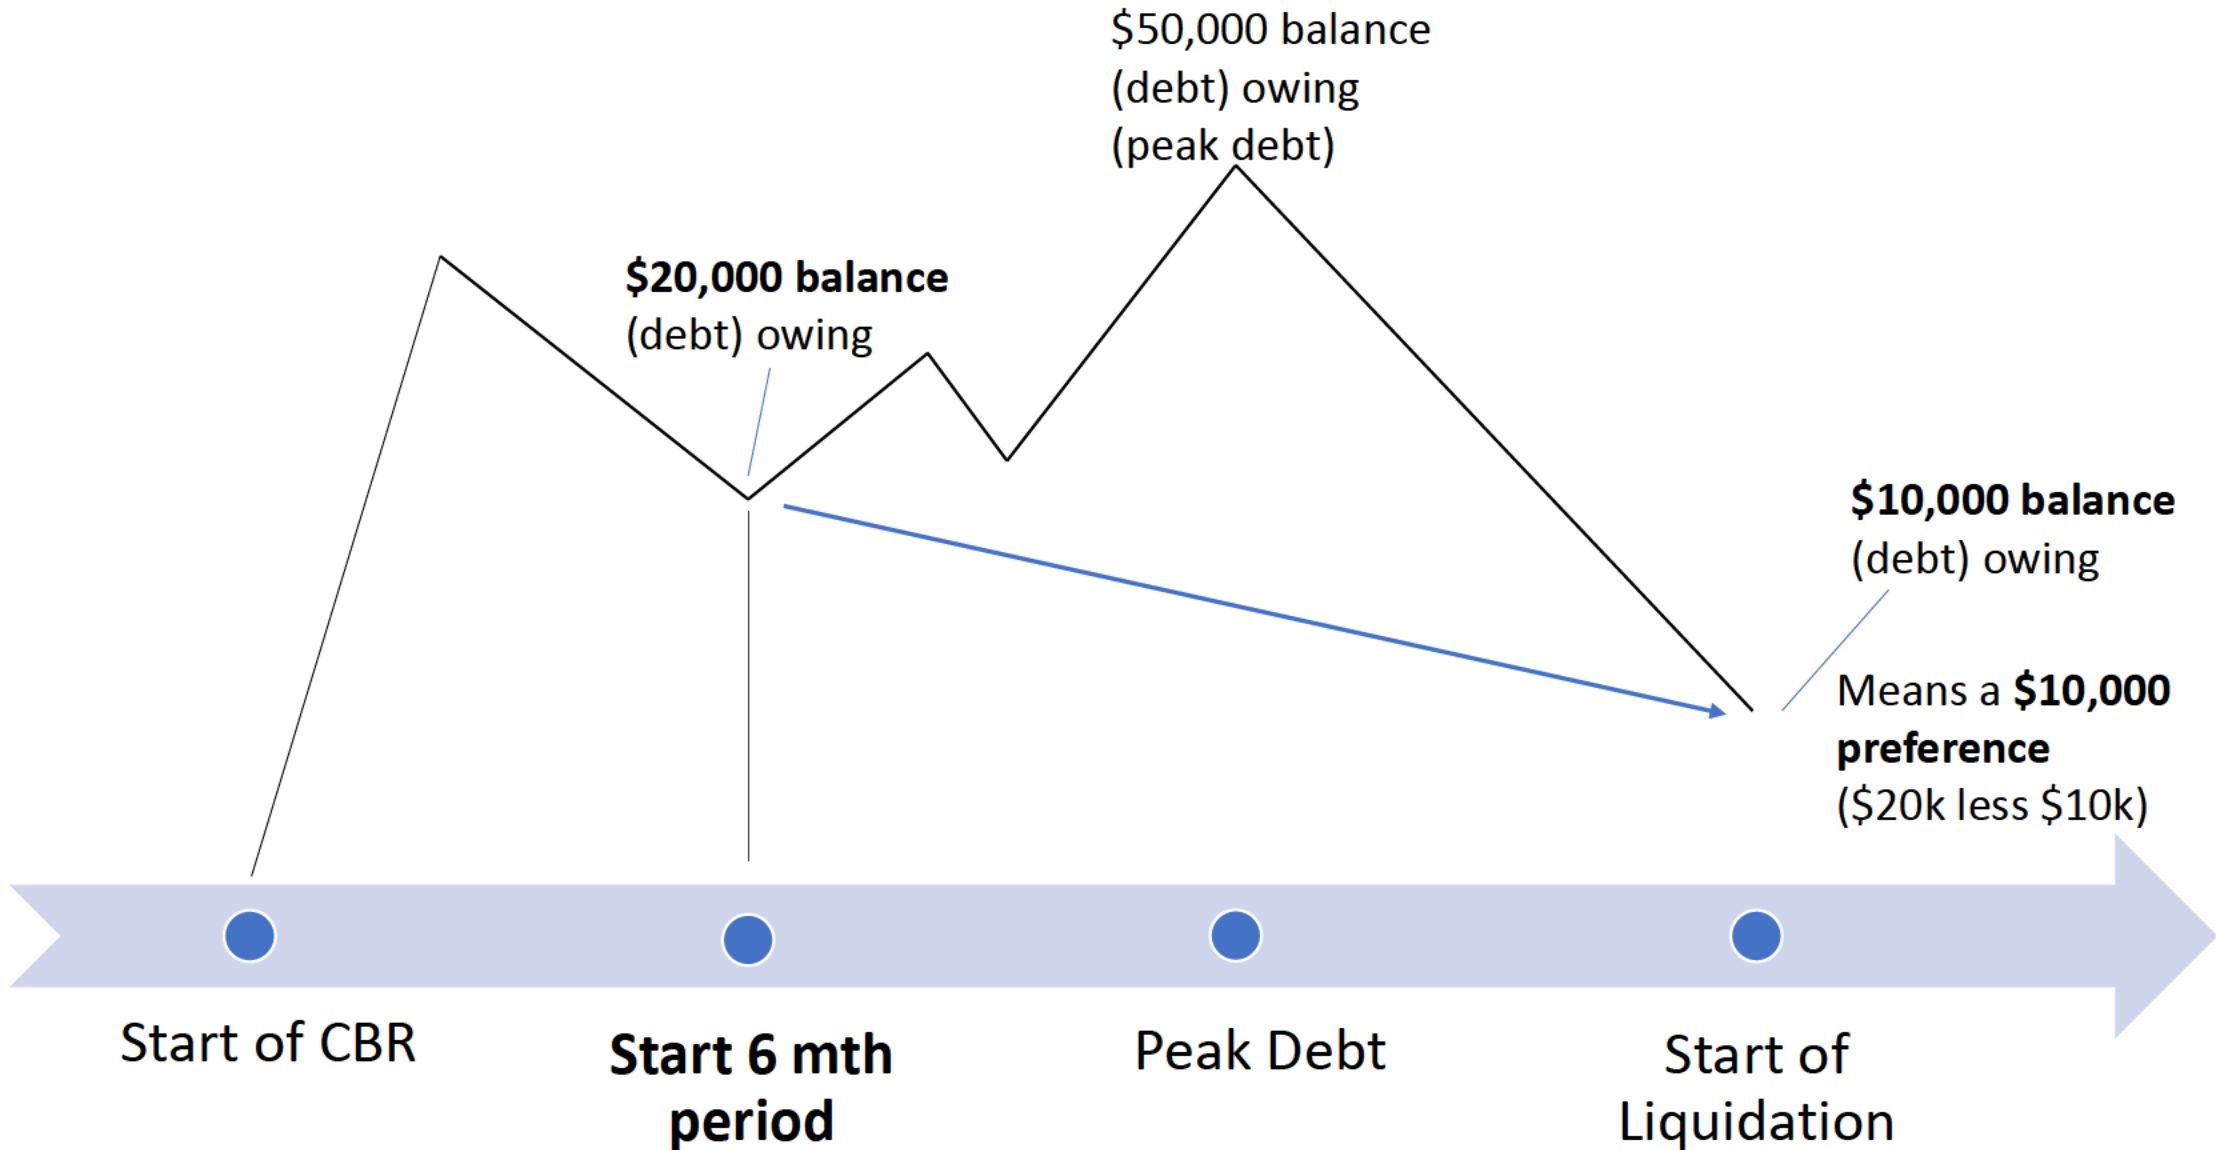 $50,000 balance
(debt) owing
(peak debt)
$20,000 balance
(debt) owing
$10,000 balance
(debt) owing
Means a $10,000
preference
($20k less $10k)
Start of CBR
Start 6 mth
period
Peak Debt
Start of
Liquidation